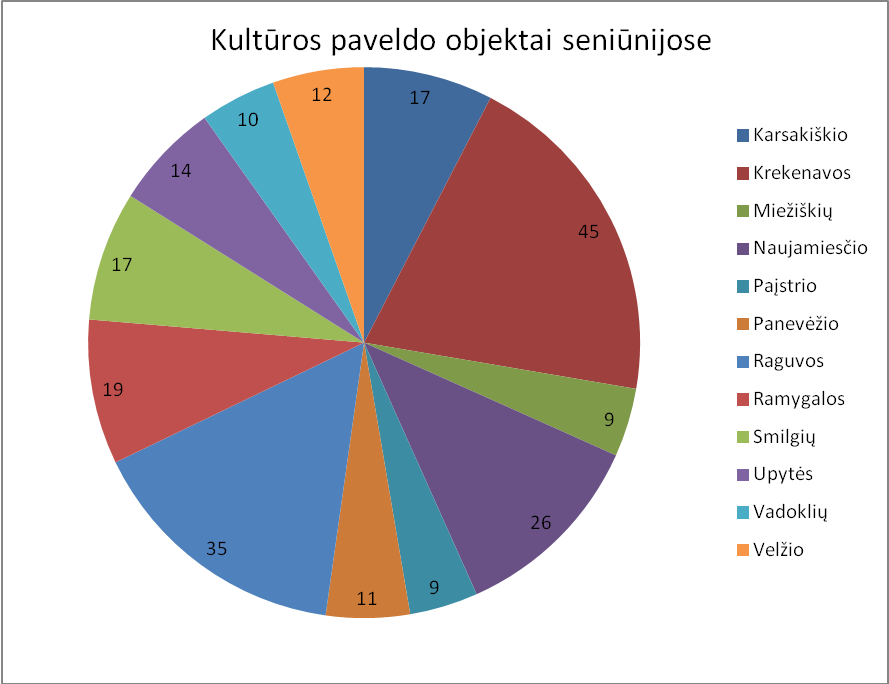 Kultūros paveldo objektai seniūnijose
17
45
9
26
9
11
35
19
17
14
10
12
Karsakiškio
Krekenavos
Miežiškių
Naujamiesčio
Paįstrio
Panevėžio
Raguvos
Ramygalos
Smilgių
Upytės
Vadoklių
Velžio